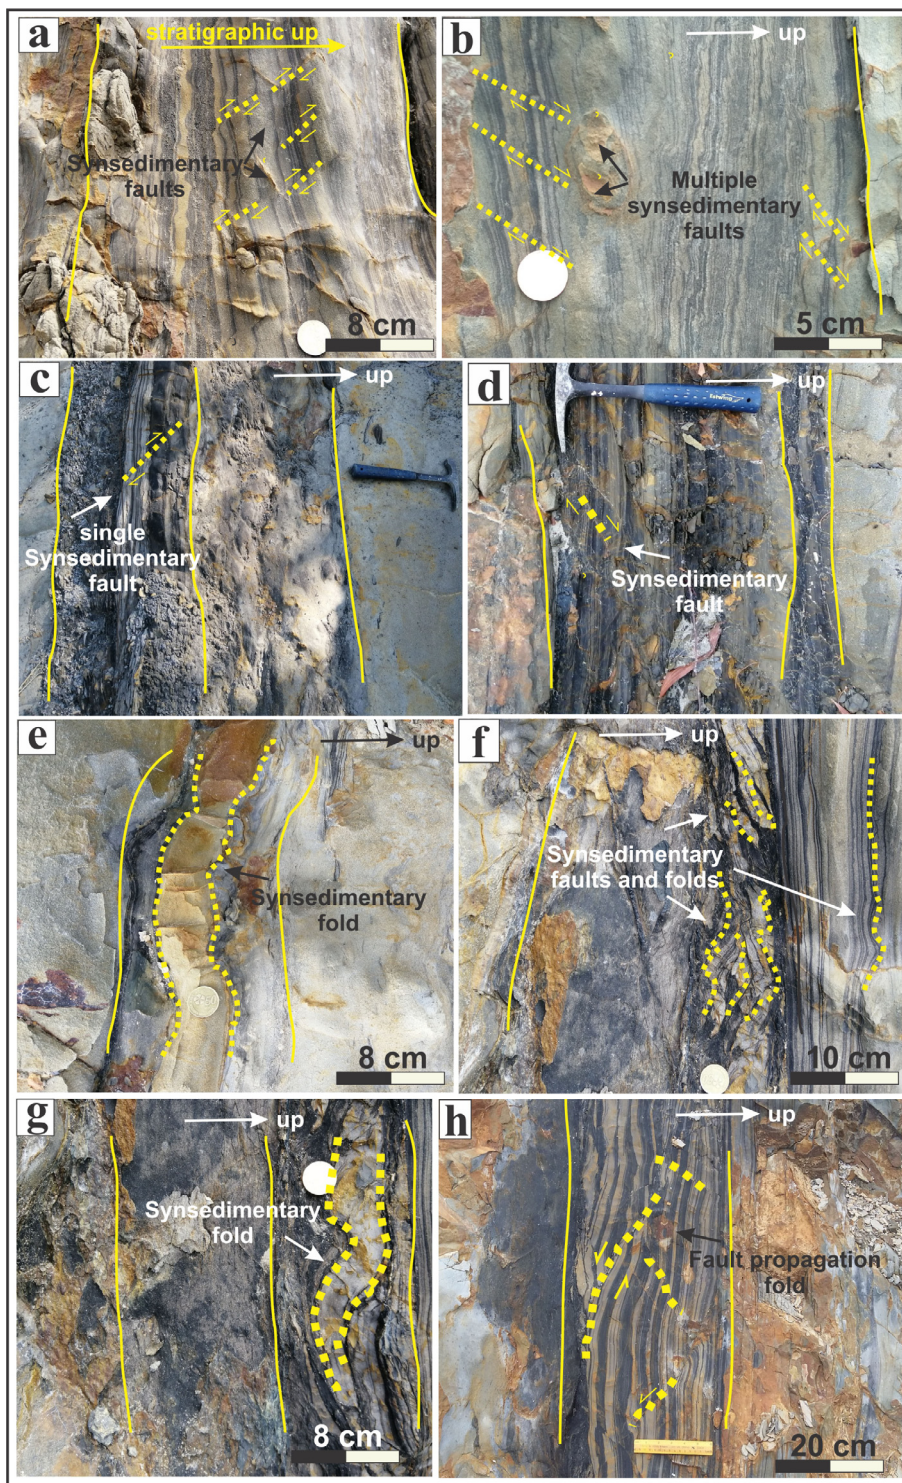 a
stratigraphic up
Synsedimentary
faults
8 cm
b
up
Multiple
synsedimentary
faults
5 cm
c
up
single
Synsedimentary
fault
d
Estwing
up
Synsedimentary
fault
e
up
Synsedimentary
fold
8 cm
f
up
Synsedimentary
faults and folds
10 cm
g
up
Synsedimentary
fold
8 cm
h
up
Fault propagation
fold
20 cm